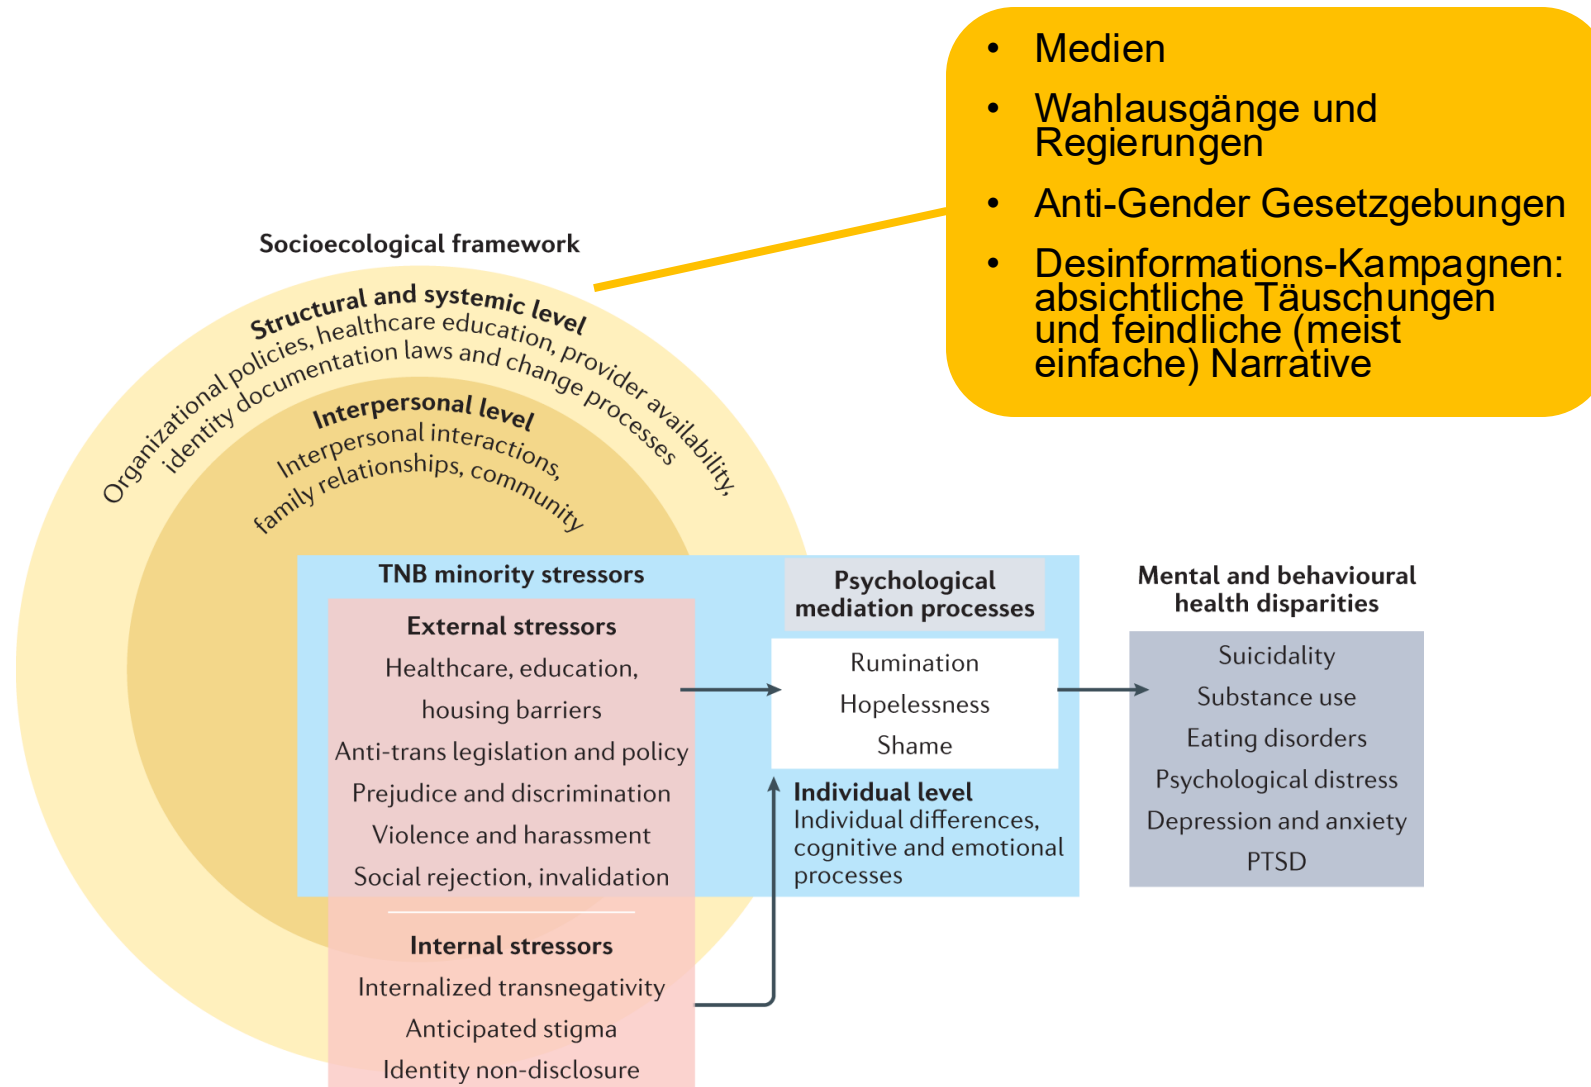 • Medien
• Wahlausgänge und
Regierungen
• Anti-Gender Gesetzgebungen
• Desinformations-Kampagnen:
absichtliche Täuschungen
und feindliche (meist
einfache) Narrative
Socioecological framework
Structural and systemic level
Organizational policies, healthcare education, provider availability,
identity documentation laws and change processes
Interpersonal level
Interpersonal interactions,
family relationships, community
TNB minority stressors
External stressors
Healthcare, education,
housing barriers
Anti-trans legislation and policy
Prejudice and discrimination
Violence and harassment
Social rejection, invalidation
Internal stressors
Internalized transnegativity
Anticipated stigma
Identity non-disclosure
Psychological
mediation processes
Rumination
Hopelessness
Shame
Individual level
Individual differences,
cognitive and emotional
processes
Mental and behavioural
health disparities
Suicidality
Substance use
Eating disorders
Psychological distress
Depression and anxiety
PTSD